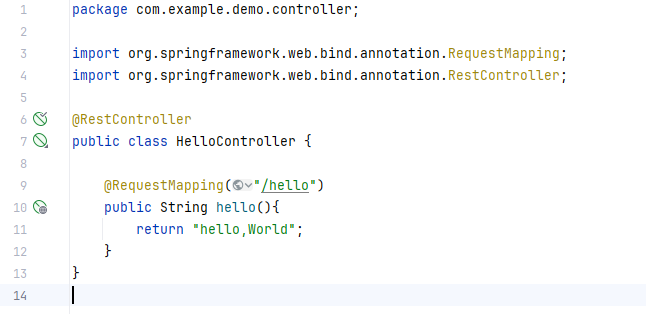 1 package com.example.demo.controller;
2
3 import org.springframework.web.bind.annotation.RequestMapping;
4 import org.springframework.web.bind.annotation.RestController;
5
6 @RestController
7 public class HelloController {
8
9 @RequestMapping("/hello")
10 public String hello(){
11 return "hello,World";
12 }
13 }
14